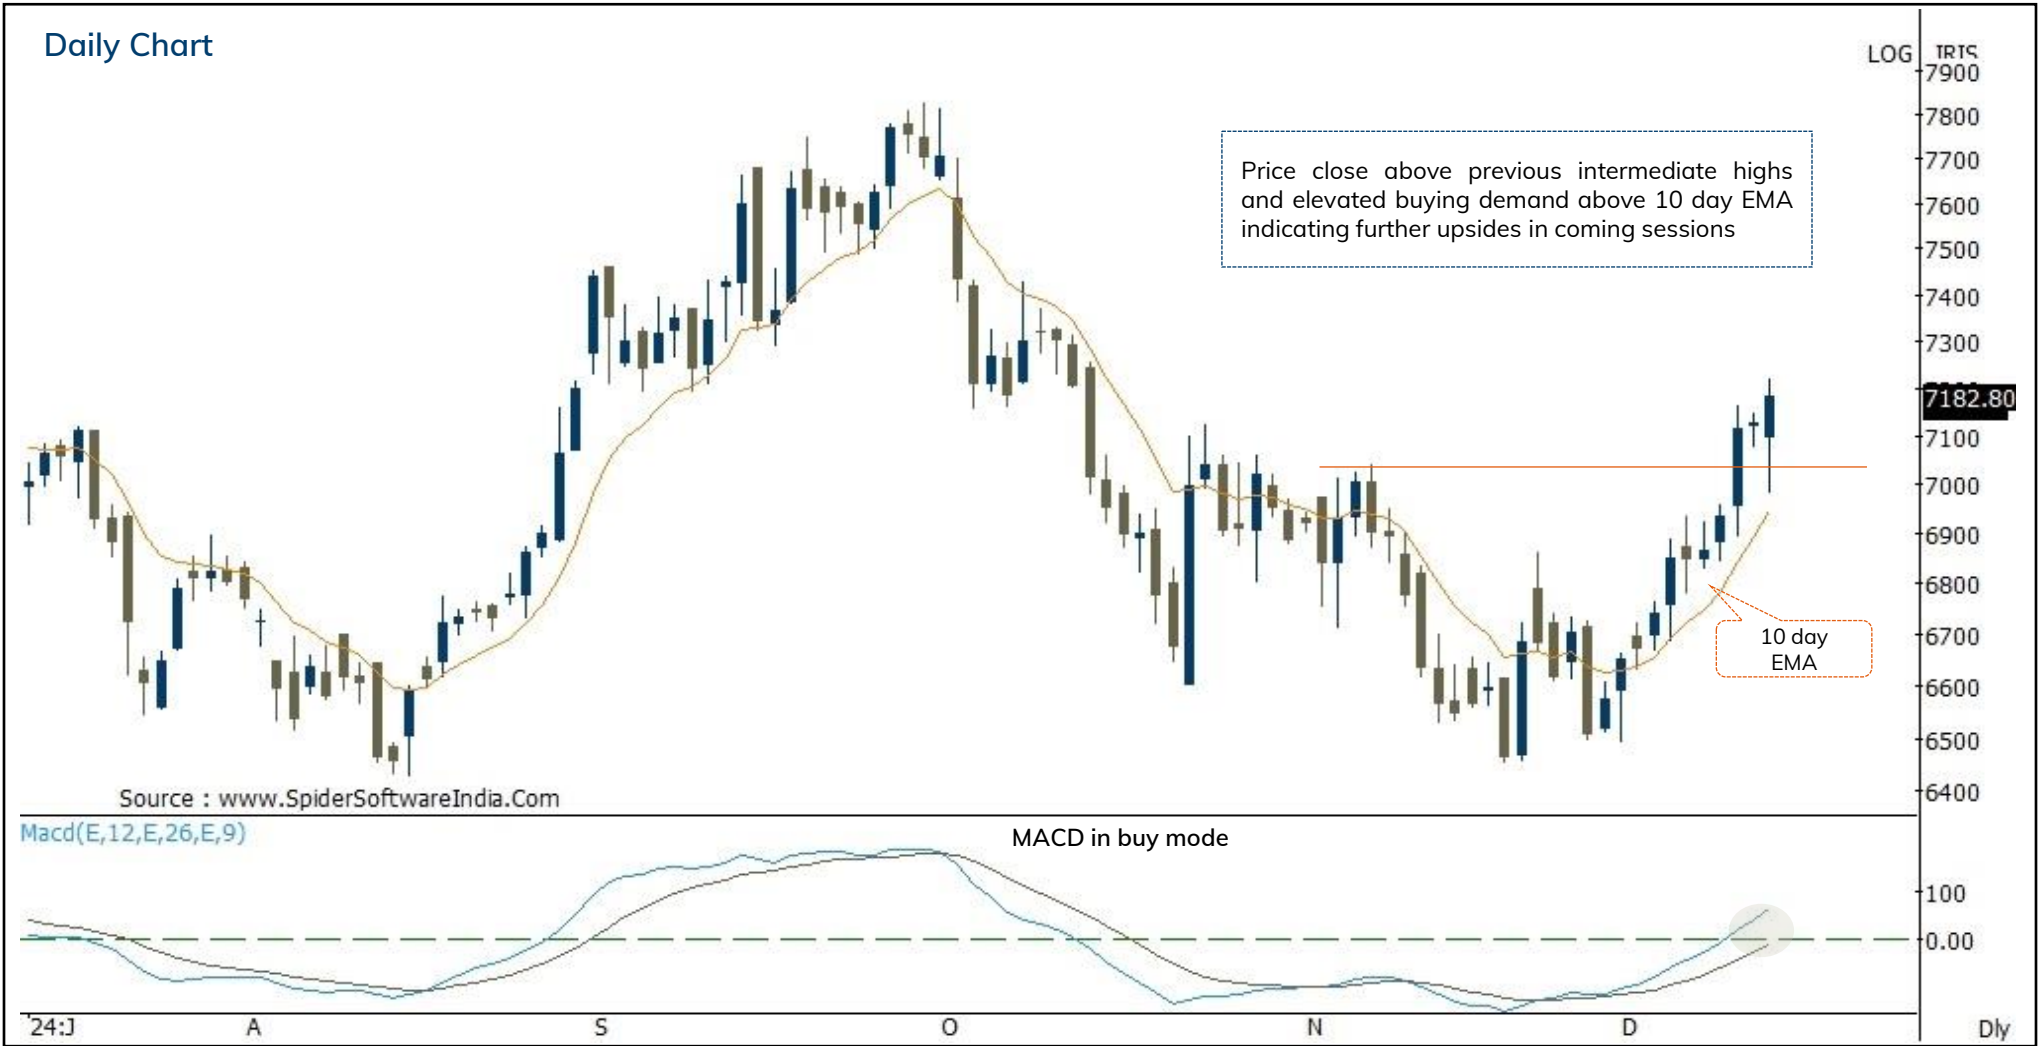 Daily Chart
LOG IRIS
7900
7800
7700
7600
7500
7400
7300
7182.80
7100
7000
6900
6800
6700
6600
6500
6400
Price close above previous intermediate highs
and elevated buying demand above 10 day EMA
indicating further upsides in coming sessions
10 day
EMA
Source : www.SpiderSoftwareIndia.Com
Macd(E,12,E,26,E,9)
MACD in buy mode
100
0.00
'24:J A S O N D Dly